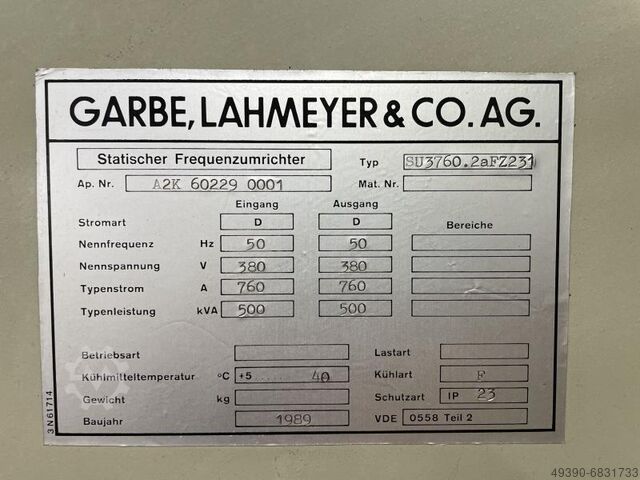 GARBE, LAHMEYER & CO. AG.
Statischer Frequenzumrichter Typ SU3760.2aFZ231
Ap. Nr. A2K 60229 0001 Mat. Nr.
Eingang Ausgang
Stromart D D Bereiche
Nennfrequenz Hz 50 50
Nennspannung V 380 380
Typenstrom A 760 760
Typenleistung kVA 500 500
Betriebsart Lastart
Kühlmitteltemperatur °C +5...... 40 Kühlart F
Gewicht kg Schutzart IP 23
Baujahr 1989 VDE 0558 Teil 2
3 N61714
49390-6831733